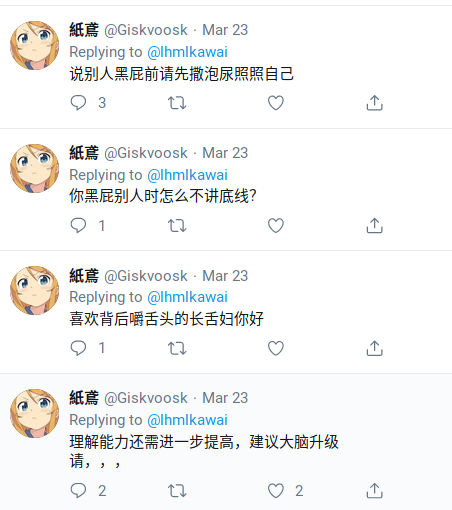 紙鳶 @Giskvoosk · Mar 23
Replying to @lhmlkawai
说别人黑屁前请先撒泡尿照照自己
3
紙鳶 @Giskvoosk · Mar 23
Replying to @lhmlkawai
你黑屁别人时怎么不讲底线?
1
紙鳶 @Giskvoosk · Mar 23
Replying to @lhmlkawai
喜欢背后嚼舌头的长舌妇你好
1
紙鳶 @Giskvoosk · Mar 23
Replying to @lhmlkawai
理解能力还需进一步提高，建议大脑升级
请，，，
2 2